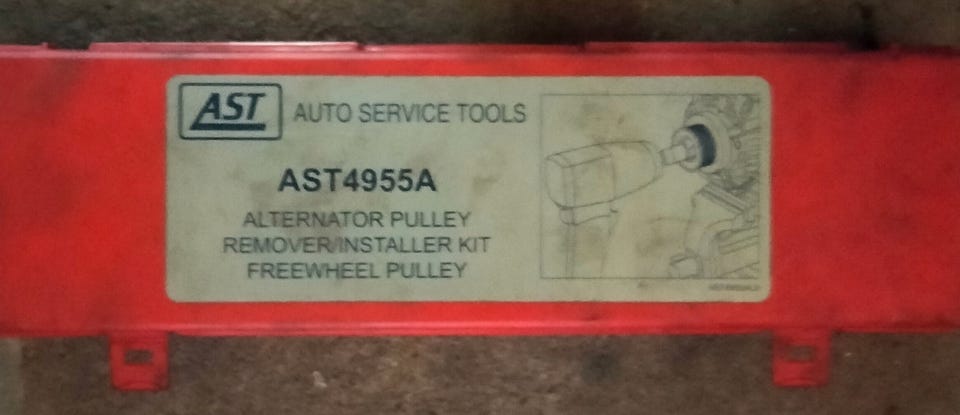 AST AUTO SERVICE TOOLS
AST4955A
ALTERNATOR PULLEY
REMOVER/INSTALLER KIT
FREEWHEEL PULLEY